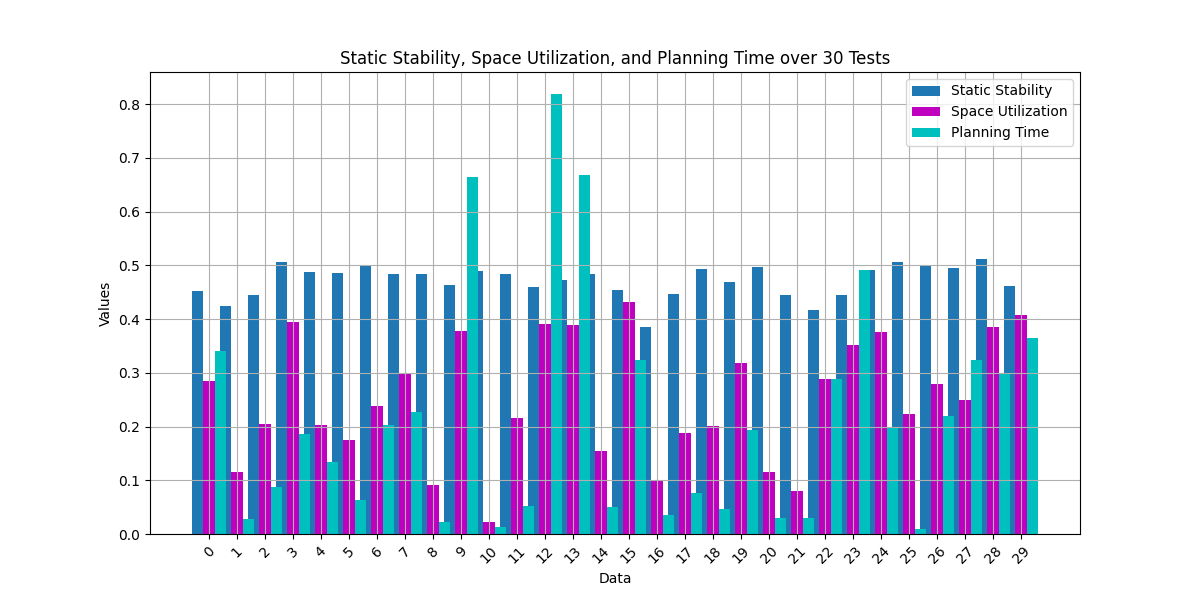 Static Stability, Space Utilization, and Planning Time over 30 Tests
Static Stability
Space Utilization
Planning Time
Values
0.8
0.7
0.6
0.5
0.4
0.3
0.2
0.1
0.0
0 1 2 3 4 5 6 7 8 9 10 11 12 13 14 15 16 17 18 19 20 21 22 23 24 25 26 27 28 29
Data